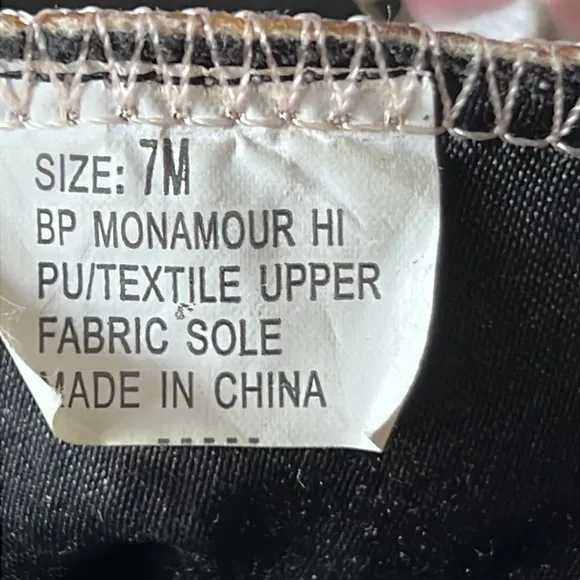 SIZE: 7M
BP MONAMOUR HI
PU/TEXTILE UPPER
FABRIC SOLE
MADE IN CHINA